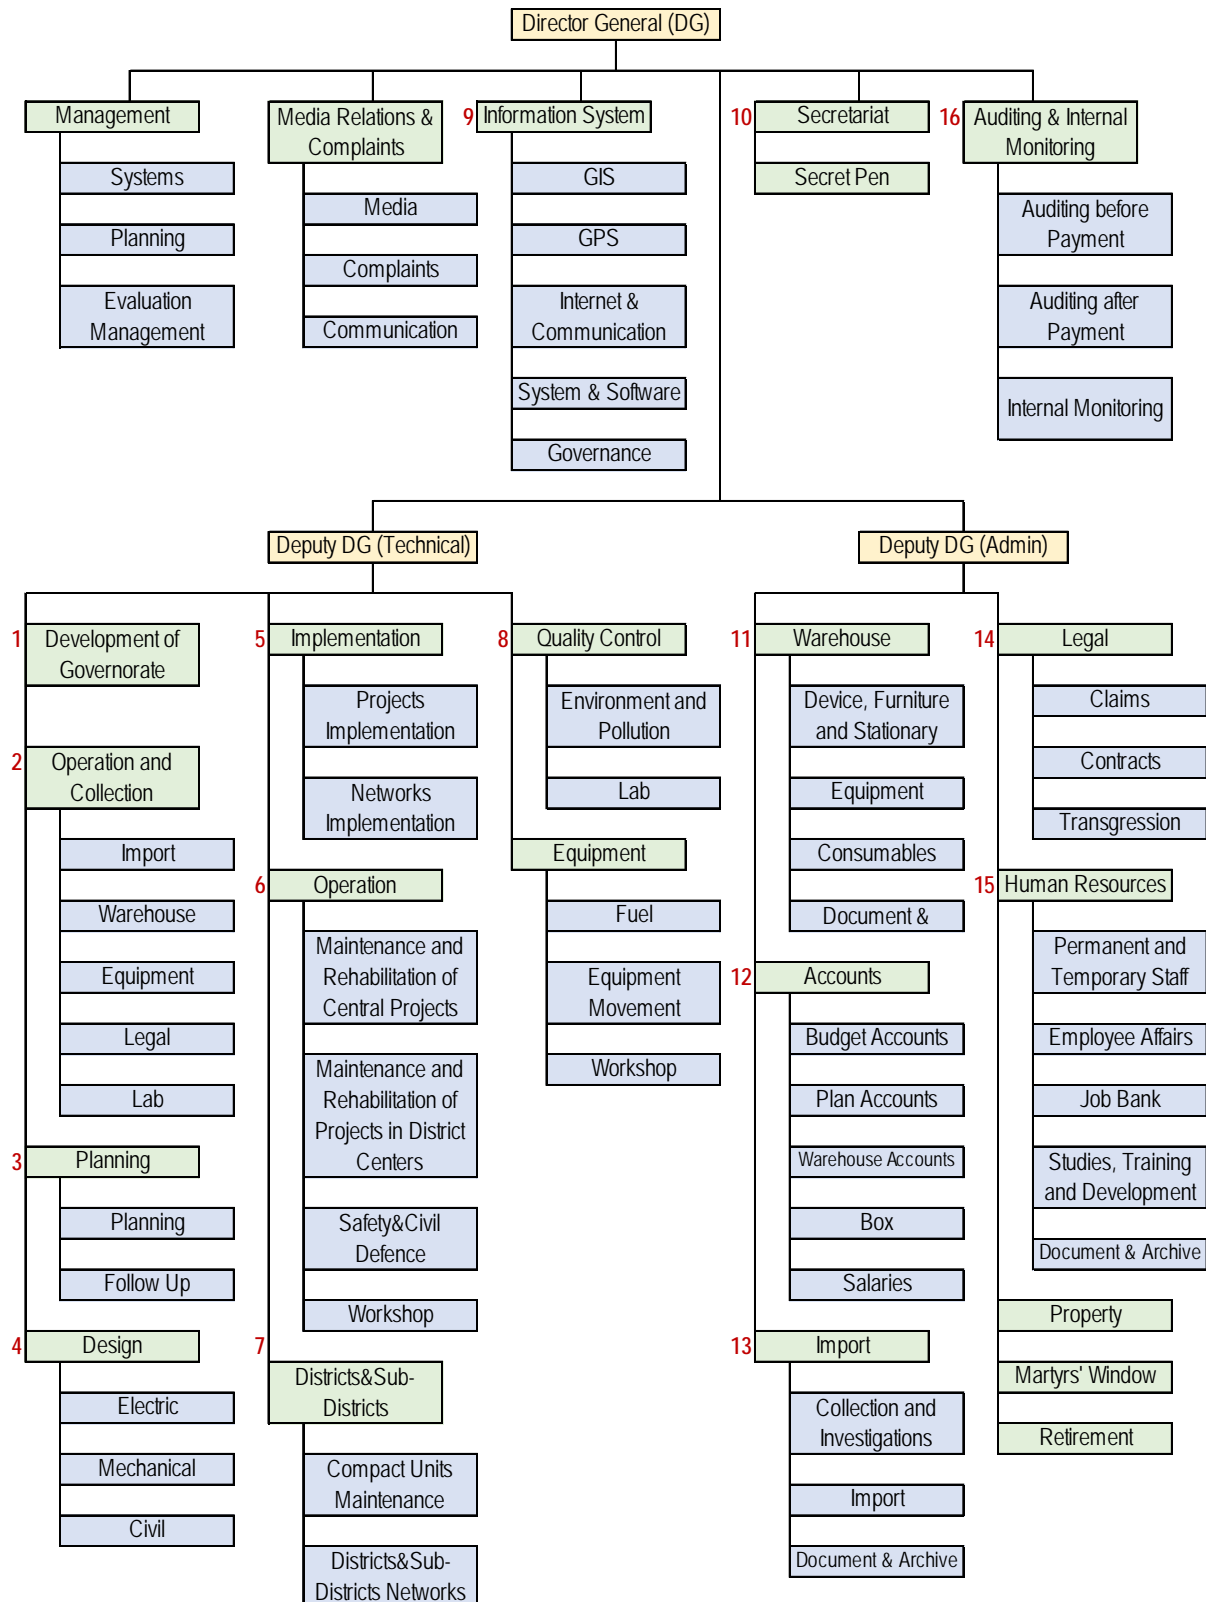 Director General (DG)
Management
Systems
Planning
Evaluation
Management
Media Relations &
Complaints
Media
Complaints
Communication
9 Information System
GIS
GPS
Internet &
Communication
System & Software
Governance
10 Secretariat
Secret Pen
16 Auditing & Internal
Monitoring
Auditing before
Payment
Auditing after
Payment
Internal Monitoring
Deputy DG (Technical)
Deputy DG (Admin)
1 Development of
Governorate
2 Operation and
Collection
Import
Warehouse
Equipment
Legal
Lab
3 Planning
Planning
Follow Up
4 Design
Electric
Mechanical
Civil
5 Implementation
Projects
Implementation
Networks
Implementation
6 Operation
Maintenance and
Rehabilitation of
Central Projects
Maintenance and
Rehabilitation of
Projects in District
Centers
Safety&Civil
Defence
Workshop
7
Districts&Sub-
Districts
Compact Units
Maintenance
Districts&Sub-
Districts Networks
8 Quality Control
Environment and
Pollution
Lab
Equipment
Fuel
Equipment
Movement
Workshop
11 Warehouse
Device, Furniture
and Stationary
Equipment
Consumables
Document &
12 Accounts
Budget Accounts
Plan Accounts
Warehouse Accounts
Box
Salaries
13 Import
Collection and
Investigations
Import
Document & Archive
14 Legal
Claims
Contracts
Transgression
15 Human Resources
Permanent and
Temporary Staff
Employee Affairs
Job Bank
Studies, Training
and Development
Document & Archive
Property
Martyrs' Window
Retirement